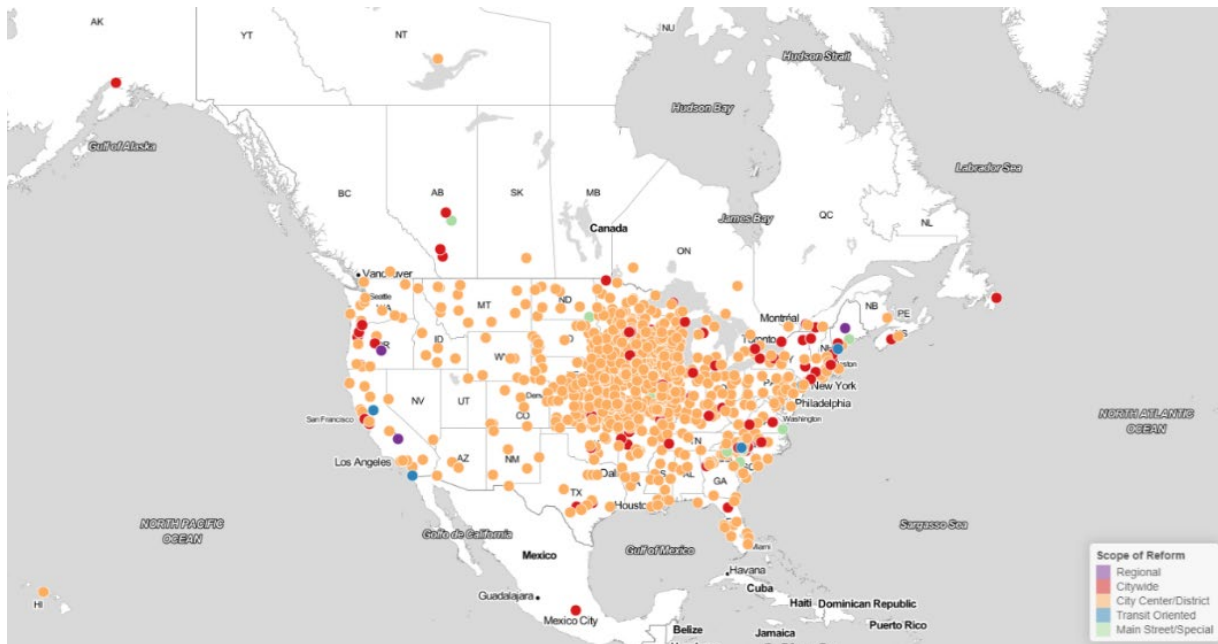 AK
YT
NT
NU
Hudson Strait
Hudson Bay
Gulf of Alaska
Labrador Sea
BC
AB
SK
MB
James Bay
QC
NL
Canada
ON
Vancouver
Seattle
WA
MT
ND
Montréal
NB
PE
Toronto
ID
New York
NV
UT
Philadelphia
San Francisco
CO
Washington
NORTH ATLANTIC
OCEAN
Los Angeles
AZ
NM
GA
TX
Houston
NORTH PACIFIC
OCEAN
Golfo de California
Sargasso Sea
Mexico
Gulf of Mexico
Miami
Havana
Cuba
HI
Guadalajara
Mexico City
Haiti
Dominican Republic
Belize
Jamaica
Puerto Rico
Scope of Reform
Regional
Citywide
City Center/District
Transit Oriented
Main Street/Special